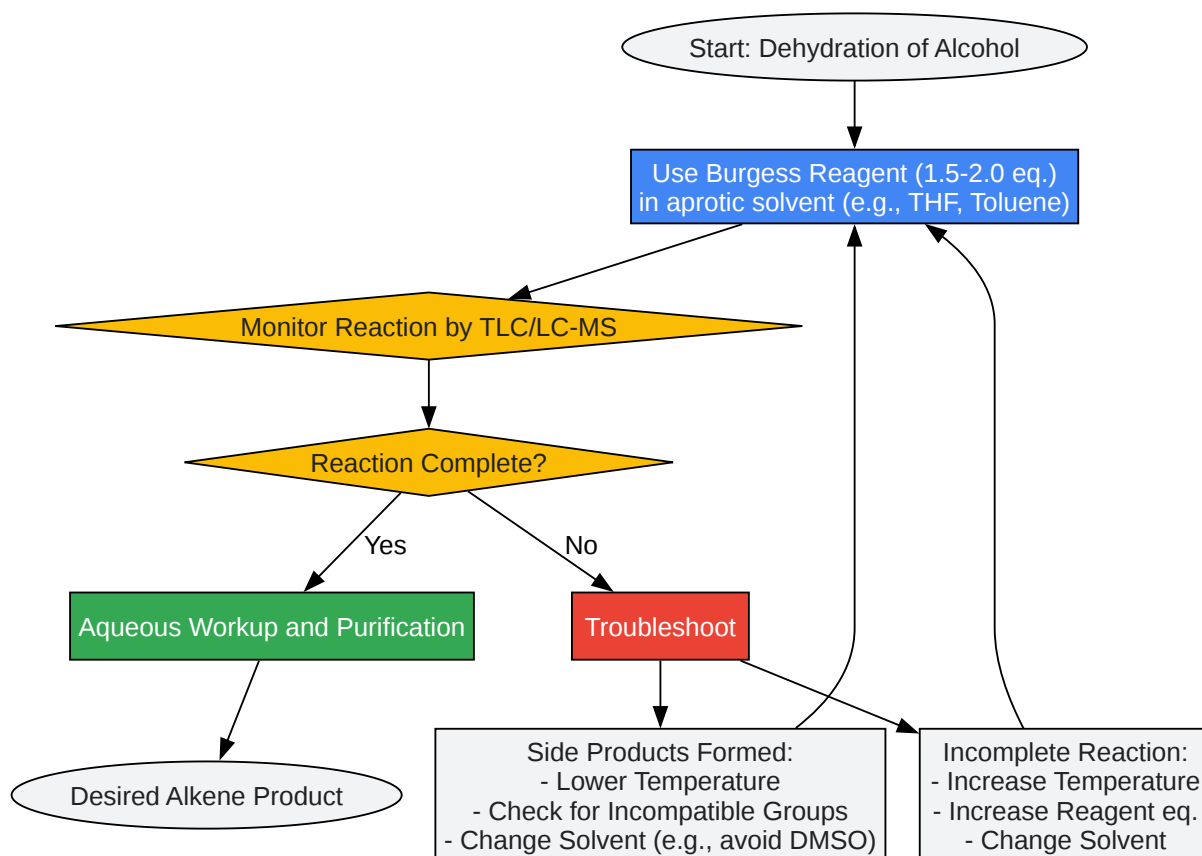 Start: Dehydration of Alcohol
Use Burgess Reagent (1.5-2.0 eq.)
in aprotic solvent (e.g., THF, Toluene)
Monitor Reaction by TLC/LC-MS
Reaction Complete?
Yes
No
Aqueous Workup and Purification
Troubleshoot
Desired Alkene Product
Side Products Formed:
- Lower Temperature
- Check for Incompatible Groups
- Change Solvent (e.g., avoid DMSO)
Incomplete Reaction:
- Increase Temperature
- Increase Reagent eq.
- Change Solvent